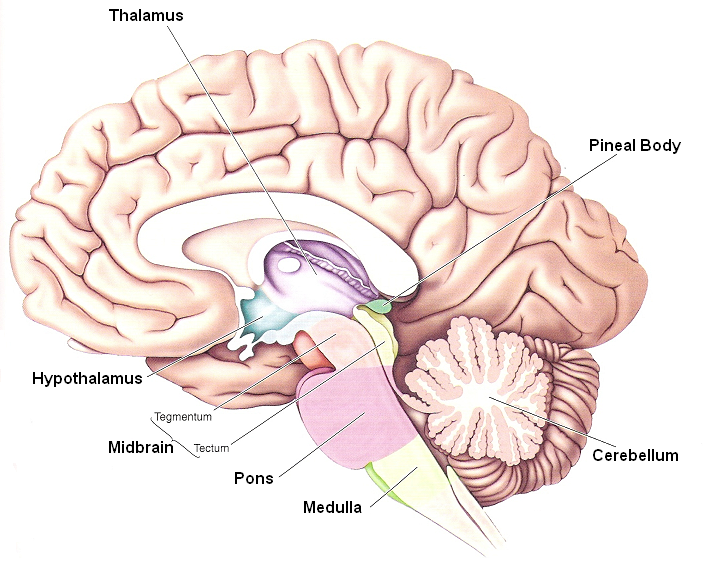 Thalamus
Pineal Body
Hypothalamus
Tegmentum
Midbrain
Tectum
Cerebellum
Pons
Medulla